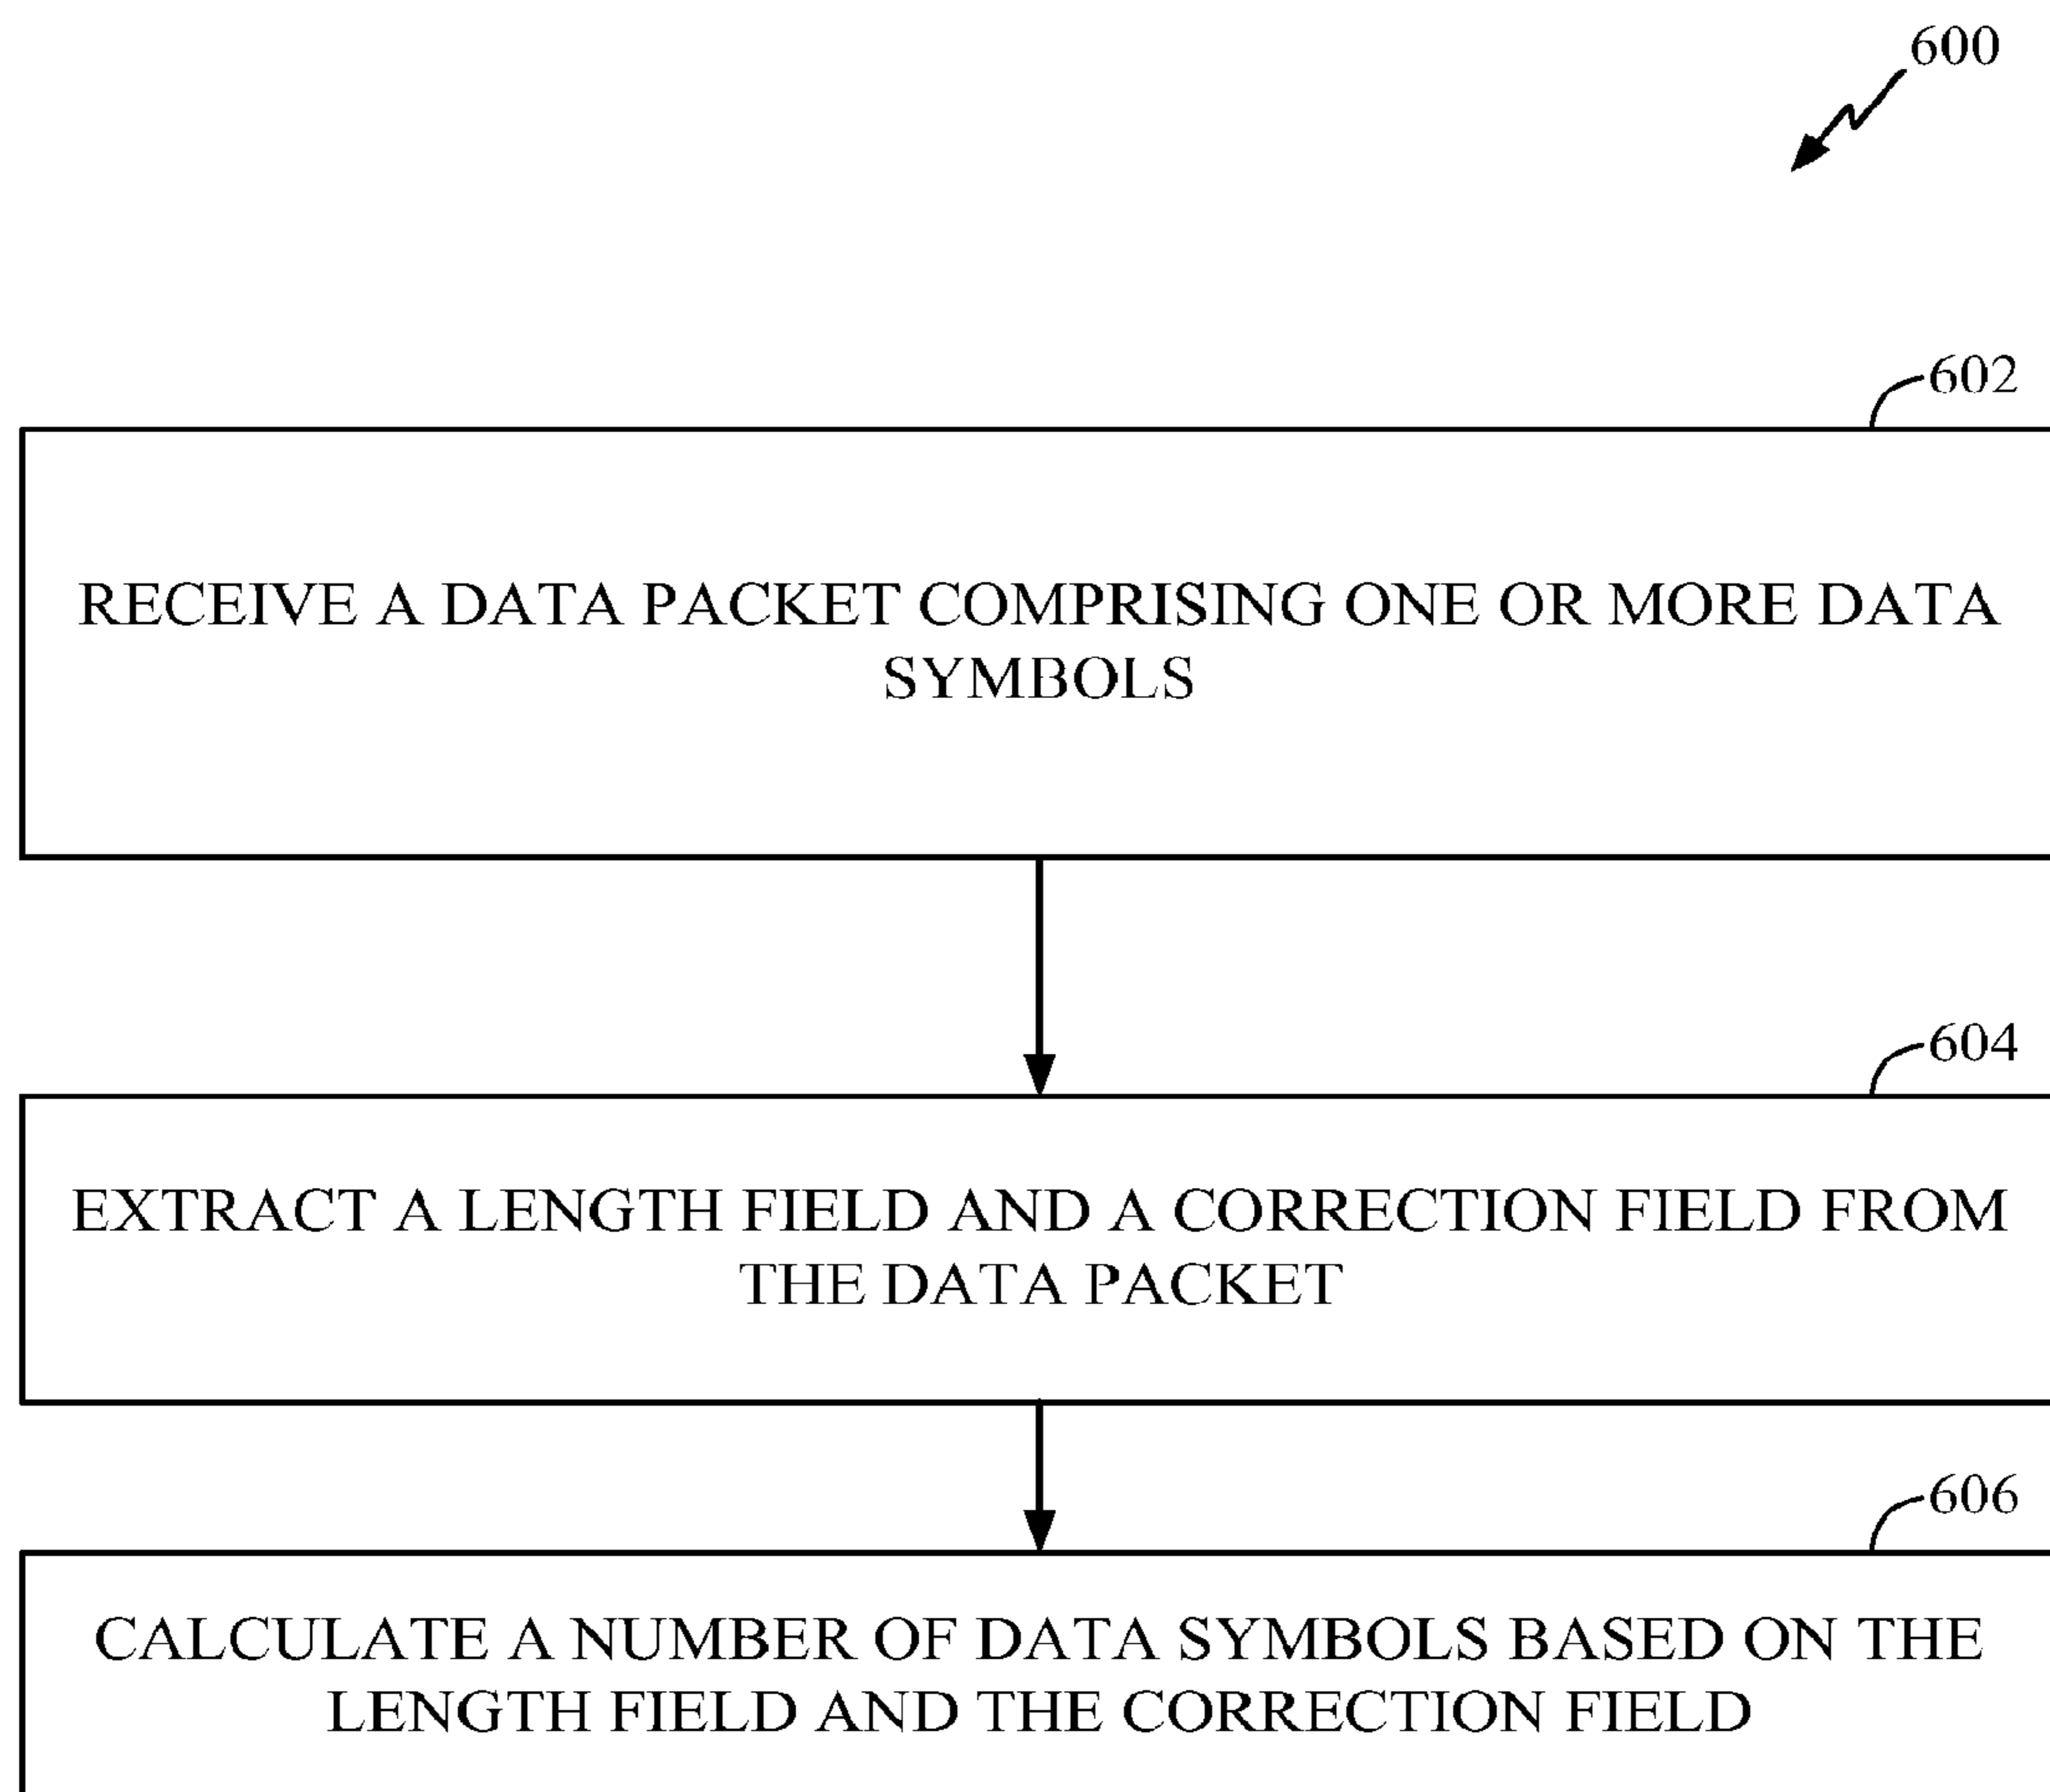 600
602
RECEIVE A DATA PACKET COMPRISING ONE OR MORE DATA
SYMBOLS
604
EXTRACT A LENGTH FIELD AND A CORRECTION FIELD FROM
THE DATA PACKET
606
CALCULATE A NUMBER OF DATA SYMBOLS BASED ON THE
LENGTH FIELD AND THE CORRECTION FIELD